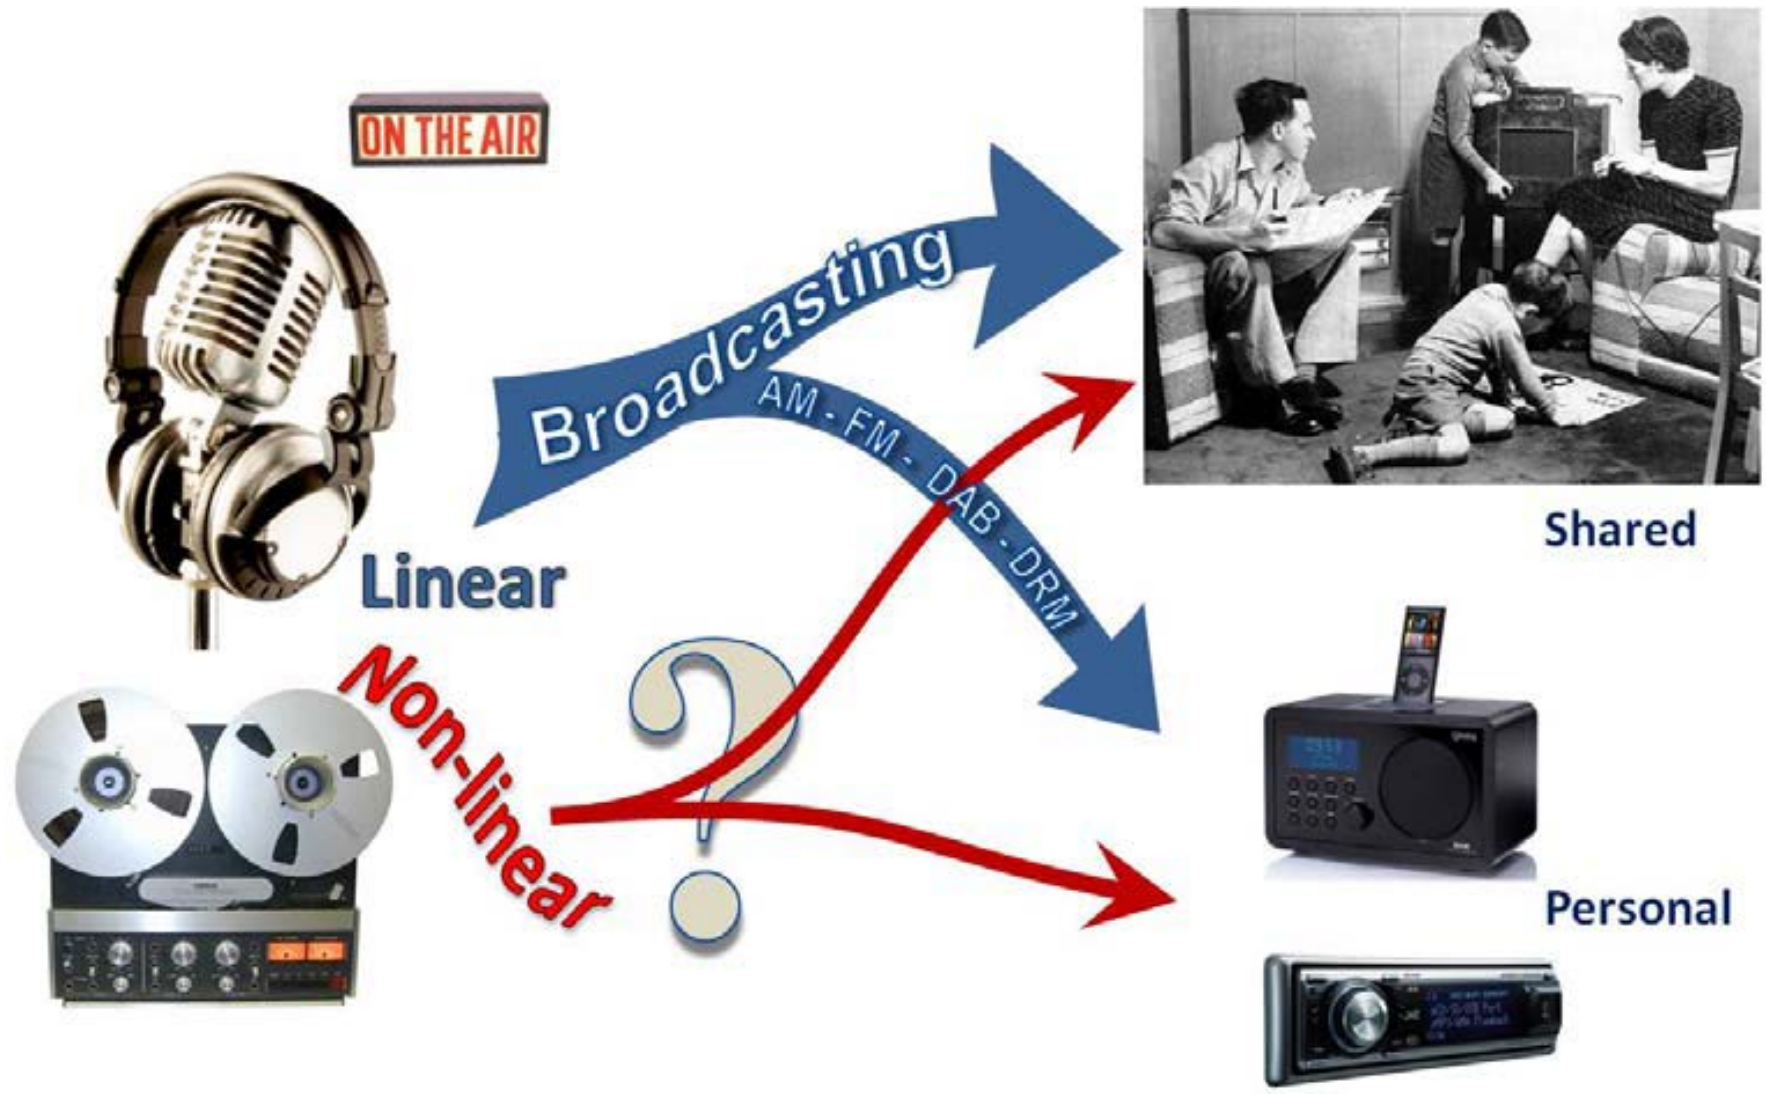 ON THE AIR
Broadcasting
AM - FM - DAB - DRM
Linear
Non-linear
?
Shared
Personal